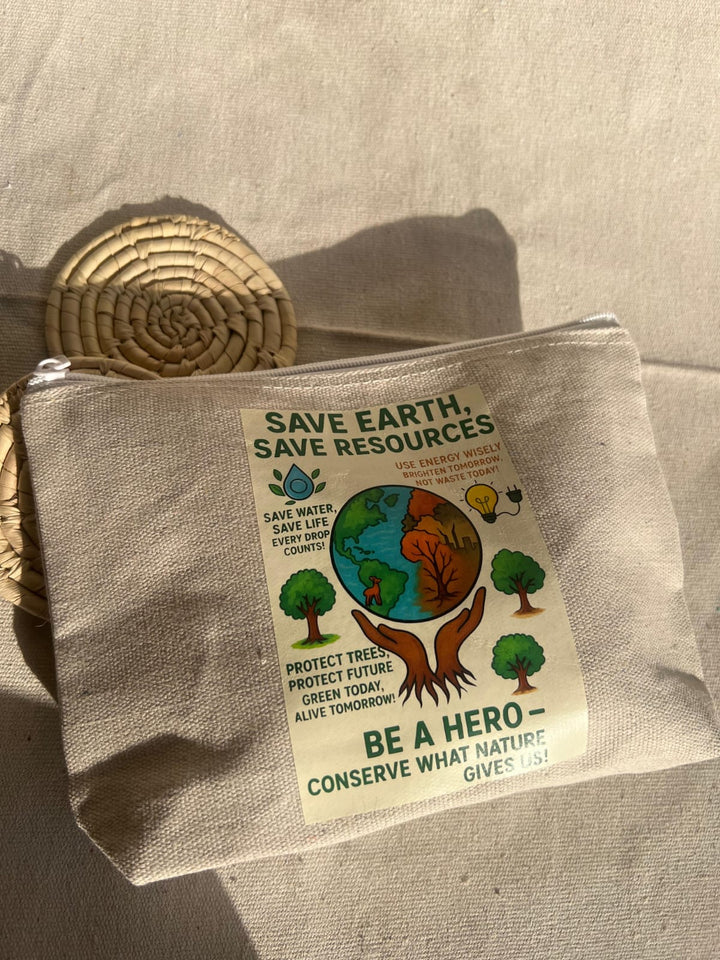 SAVE EARTH,
SAVE RESOURCES
USE ENERGY WISELY
BRIGHTEN TOMORROW,
NOT WASTE TODAY!
SAVE WATER,
SAVE LIFE
EVERY DROP
COUNTS!
PROTECT TREES,
PROTECT FUTURE
GREEN TODAY,
ALIVE TOMORROW!
BE A HERO –
CONSERVE WHAT NATURE
GIVES US!